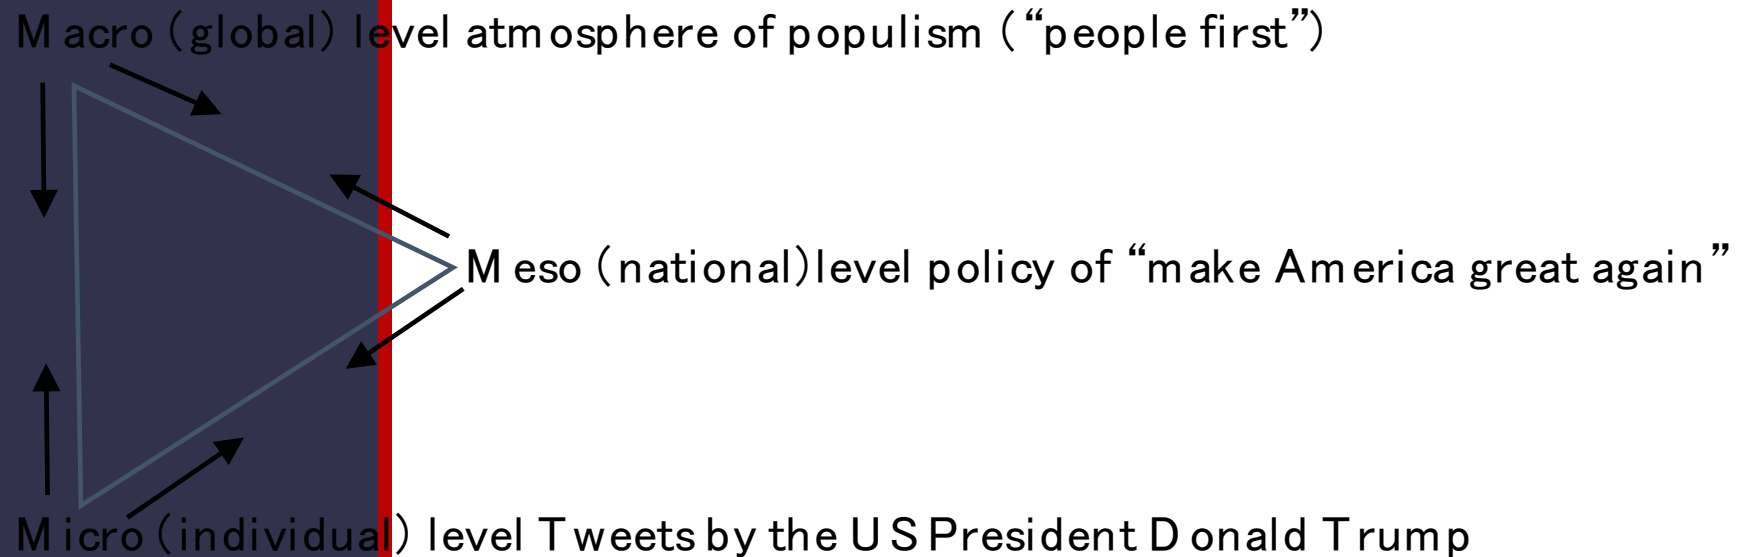 Macro (global) level atmosphere of populism (“people first”)
Meso (national)level policy of “make America great again”
Micro (individual) level Tweets by the US President Donald Trump